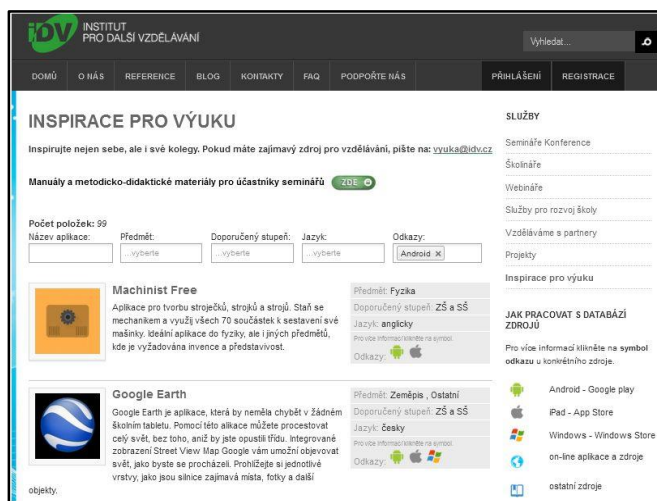 iDV INSTITUT
PRO DALŠÍ VZDĚLÁVÁNÍ
Vyhledat...
DOMŮ O NÁS REFERENCE BLOG KONTAKTY FAQ PODPOŘTE NÁS PŘIHLÁŠENÍ REGISTRACE
INSPIRACE PRO VÝUKU
Inspirujte nejen sebe, ale i své kolegy. Pokud máte zajímavý zdroj pro vzdělávání, pište na: vyuka@idv.cz
Manuály a metodicko-didaktické materiály pro účastníky seminářů ZDE
Počet položek: 99
Název aplikace: Předmět: Doporučený stupeň: Jazyk: Odkazy:
...vyberte ...vyberte ...vyberte Android ×
Machinist Free
Aplikace pro tvorbu stroječků, strojků a strojů. Staň se
mechanikem a využij všech 70 součástek k sestavení své
mašinky. Ideální aplikace do fyziky, ale i jiných předmětů,
kde je vyžadována invence a představivost.
Předmět: Fyzika
Doporučený stupeň: ZŠ a SŠ
Jazyk: anglicky
Pro více informací klikněte na symbol.
Odkazy:
Google Earth
Google Earth je aplikace, která by neměla chybět v žádném
školním tabletu. Pomocí této alikace můžete procestovat
celý svět, bez toho, aniž by jste opustili třídu. Integrované
zobrazení Street View Map Google vám umožní objevovat
svět, jako byste se procházeli. Prohlížejte si jednotlivé
vrstvy, jako jsou silnice zajímavá místa, fotky a další
objekty.
Předmět: Zeměpis , Ostatní
Doporučený stupeň: ZŠ a SŠ
Jazyk: česky
Pro více informací klikněte na symbol.
Odkazy:
SLUŽBY
Semináře Konference
Školináře
Webináře
Služby pro rozvoj školy
Vzděláváme s partnery
Projekty
Inspirace pro výuku
JAK PRACOVAT S DATABÁZÍ
ZDROJŮ
Pro více informací klikněte na symbol
odkazu u konkrétního zdroje.
Android - Google play
iPad - App Store
Windows - Windows Store
on-line aplikace a zdroje
ostatní zdroje